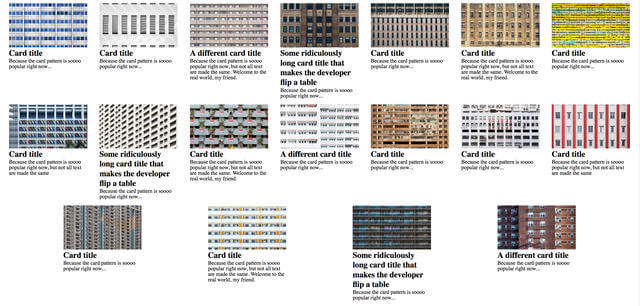 Card title
Because the card pattern is soooo
popular right now...
Card title
Because the card pattern is soooo
popular right now...
A different card title
Because the card pattern is soooo
popular right now, but not all text
are made the same. Welcome to the
real world, my friend.
Some ridiculously
long card title that
makes the developer
flip a table
Because the card pattern is soooo
popular right now...
Card title
Because the card pattern is soooo
popular right now, but not all text
are made the same
Card title
Because the card pattern is soooo
popular right now, but not all text
are made the same. Welcome to the
real world, my friend.
Card title
Because the card pattern is soooo
popular right now...
Card title
Because the card pattern is soooo
popular right now, but not all text
are made the same
Some ridiculously
long card title that
makes the developer
flip a table
Because the card pattern is soooo
popular right now...
Card title
Because the card pattern is soooo
popular right now, but not all text
are made the same. Welcome to the
real world, my friend.
A different card title
Because the card pattern is soooo
popular right now...
Card title
Because the card pattern is soooo
popular right now...
Card title
Because the card pattern is soooo
popular right now...
Card title
Because the card pattern is soooo
popular right now, but not all text
are made the same
Card title
Because the card pattern is soooo
popular right now...
Card title
Because the card pattern is soooo
popular right now, but not all text
are made the same. Welcome to the
real world, my friend.
Some ridiculously
long card title that
makes the developer
flip a table
Because the card pattern is soooo
popular right now...
A different card title
Because the card pattern is soooo
popular right now...